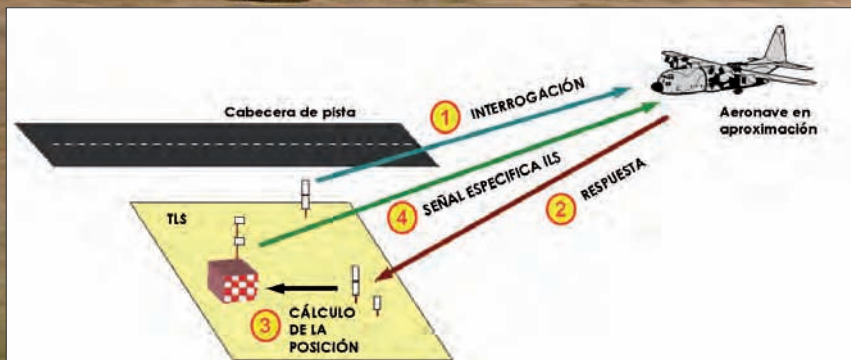 Cabecera de pista
1 INTERROGACIÓN
Aeronave en
aproximación
4 SEÑAL ESPECIFICA ILS
2 RESPUESTA
TLS
3 CÁLCULO
DE LA
POSICIÓN